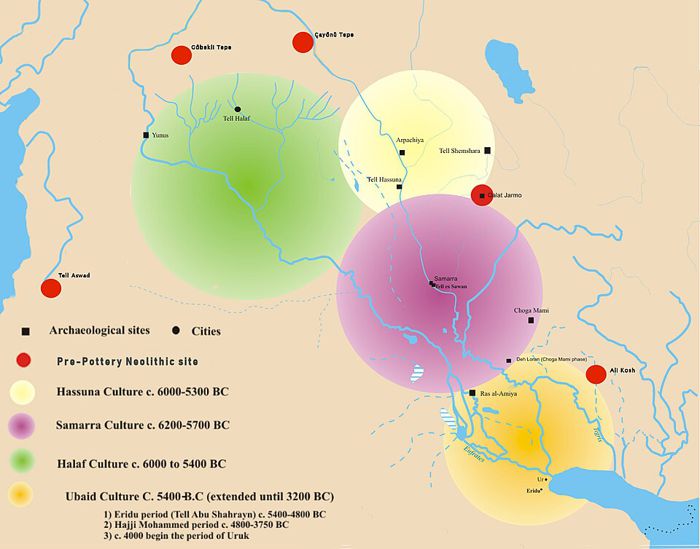 Göbekli Tepe
Çayönü Tepe
Tell Halaf
Yunus
Arpachiya
Tell Shemshara
Tell Hassuna
Qalat Jarmo
Tell Aswad
Samarra
Tell es Sawan
Choga Mami
Deh Loran (Choga Mami phase)
Ali Kosh
Ras al-Amiya
Tigris
Eufrates
Ur
Eridu
Archaeological sites
Cities
Pre-Pottery Neolithic site
Hassuna Culture c. 6000-5300 BC
Samarra Culture c. 6200-5700 BC
Halaf Culture c. 6000 to 5400 BC
Ubaid Culture C. 5400-B.C (extended until 3200 BC)
1) Eridu period (Tell Abu Shahrayn) c. 5400-4800 BC
2) Hajji Mohammed period c. 4800-3750 BC
3) c. 4000 begin the period of Uruk